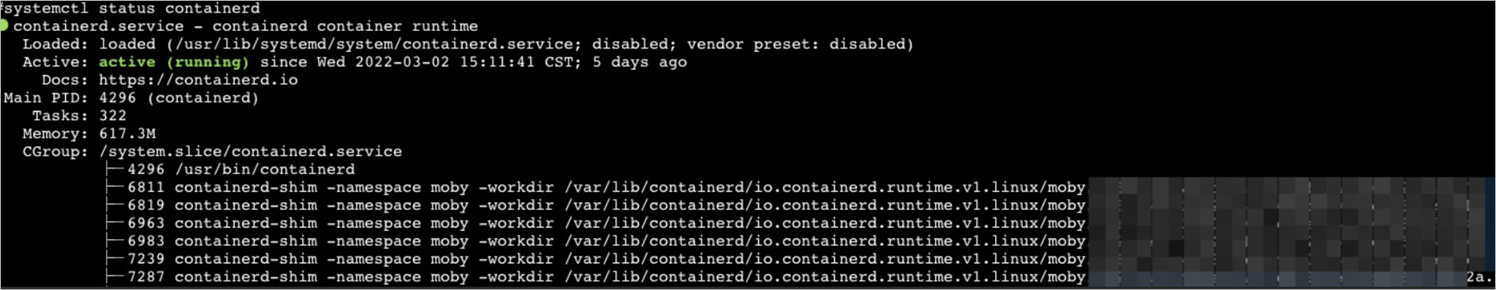 systemctl status containerd
● containerd.service - containerd container runtime
Loaded: loaded (/usr/lib/systemd/system/containerd.service; disabled; vendor preset: disabled)
Active: active (running) since Wed 2022-03-02 15:11:41 CST; 5 days ago
Docs: https://containerd.io
Main PID: 4296 (containerd)
Tasks: 322
Memory: 617.3M
CGroup: /system.slice/containerd.service
├─ 4296 /usr/bin/containerd
├─ 6811 containerd-shim -namespace moby -workdir /var/lib/containerd/io.containerd.runtime.v1.linux/moby
├─ 6819 containerd-shim -namespace moby -workdir /var/lib/containerd/io.containerd.runtime.v1.linux/moby
├─ 6963 containerd-shim -namespace moby -workdir /var/lib/containerd/io.containerd.runtime.v1.linux/moby
├─ 6983 containerd-shim -namespace moby -workdir /var/lib/containerd/io.containerd.runtime.v1.linux/moby
├─ 7239 containerd-shim -namespace moby -workdir /var/lib/containerd/io.containerd.runtime.v1.linux/moby
├─ 7287 containerd-shim -namespace moby -workdir /var/lib/containerd/io.containerd.runtime.v1.linux/moby 2a.